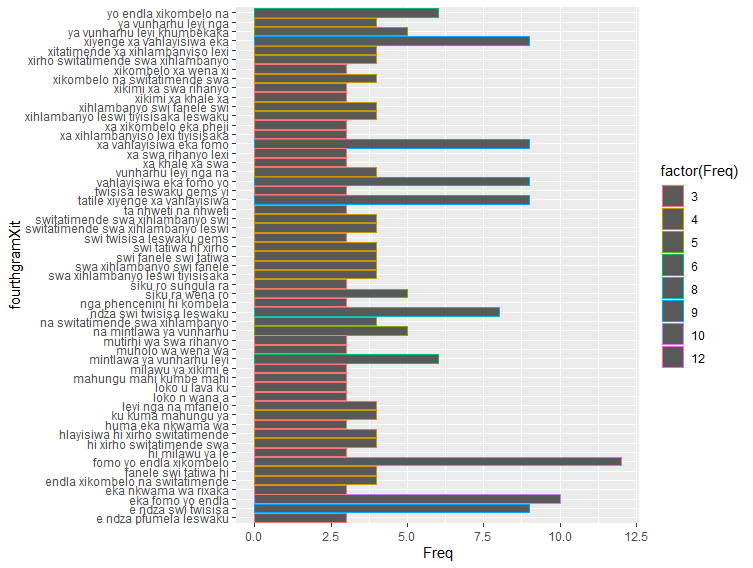 yo endla xikombelo na
ya vunharhu leyi nga
ya vunharhu leyi khumbekaka
xiyenge xa vahlayisiwa eka
xitatimende xa xihlambanyiso lexi
xirho switatimende swa xihlambanyo
xikombelo xa wena xi
xikombelo na switatimende swa
xikimi xa swa rihanyo
xikimi xa khale xa
xihlambanyo swi fanele swi
xihlambanyo leswi tiyisisaka leswaku
xa xikombelo eka pheji
xa xihlambanyiso lexi tiyisisaka
xa vahlayisiwa eka fomo
xa swa rihanyo lexi
xa khale xa swa
vunharhu leyi nga na
vahlayisiwa eka fomo yo
twisisa leswaku gems yi
tatile xiyenge xa vahlayisiwa
ta nhweti na nhweti
switatimende swa xihlambanyo swi
switatimende swa xihlambanyo leswi
swi twisisa leswaku gems
swi tatiwa hi xirho
swi fanele swi tatiwa
swa xihlambanyo swi fanele
swa xihlambanyo leswi tiyisisaka
siku ro sungula ra
siku ra wena ro
nga phencenini hi kombela
ndza swi twisisa leswaku
na switatimende swa xihlambanyo
na mintlawa ya vunharhu
mutirhi wa swa rihanyo
muholo wa wena wa
mintlawa ya vunharhu leyi
milawu ya xikimi e
mahungu mahi kumbe mahi
loko u lava ku
loko n wana a
leyi nga na mfanelo
ku kuma mahungu ya
huma eka nkwama wa
hlayisiwa hi xirho switatimende
hi xirho switatimende swa
hi milawu ya le
fomo yo endla xikombelo
fanele swi tatiwa hi
endla xikombelo na switatimende
eka nkwama wa rixaka
eka fomo yo endla
e ndza swi twisisa
e ndza pfumela leswaku
fourthgramXit
0.0 2.5 5.0 7.5 10.0 12.5
Freq
factor(Freq)
3
4
5
6
8
9
10
12